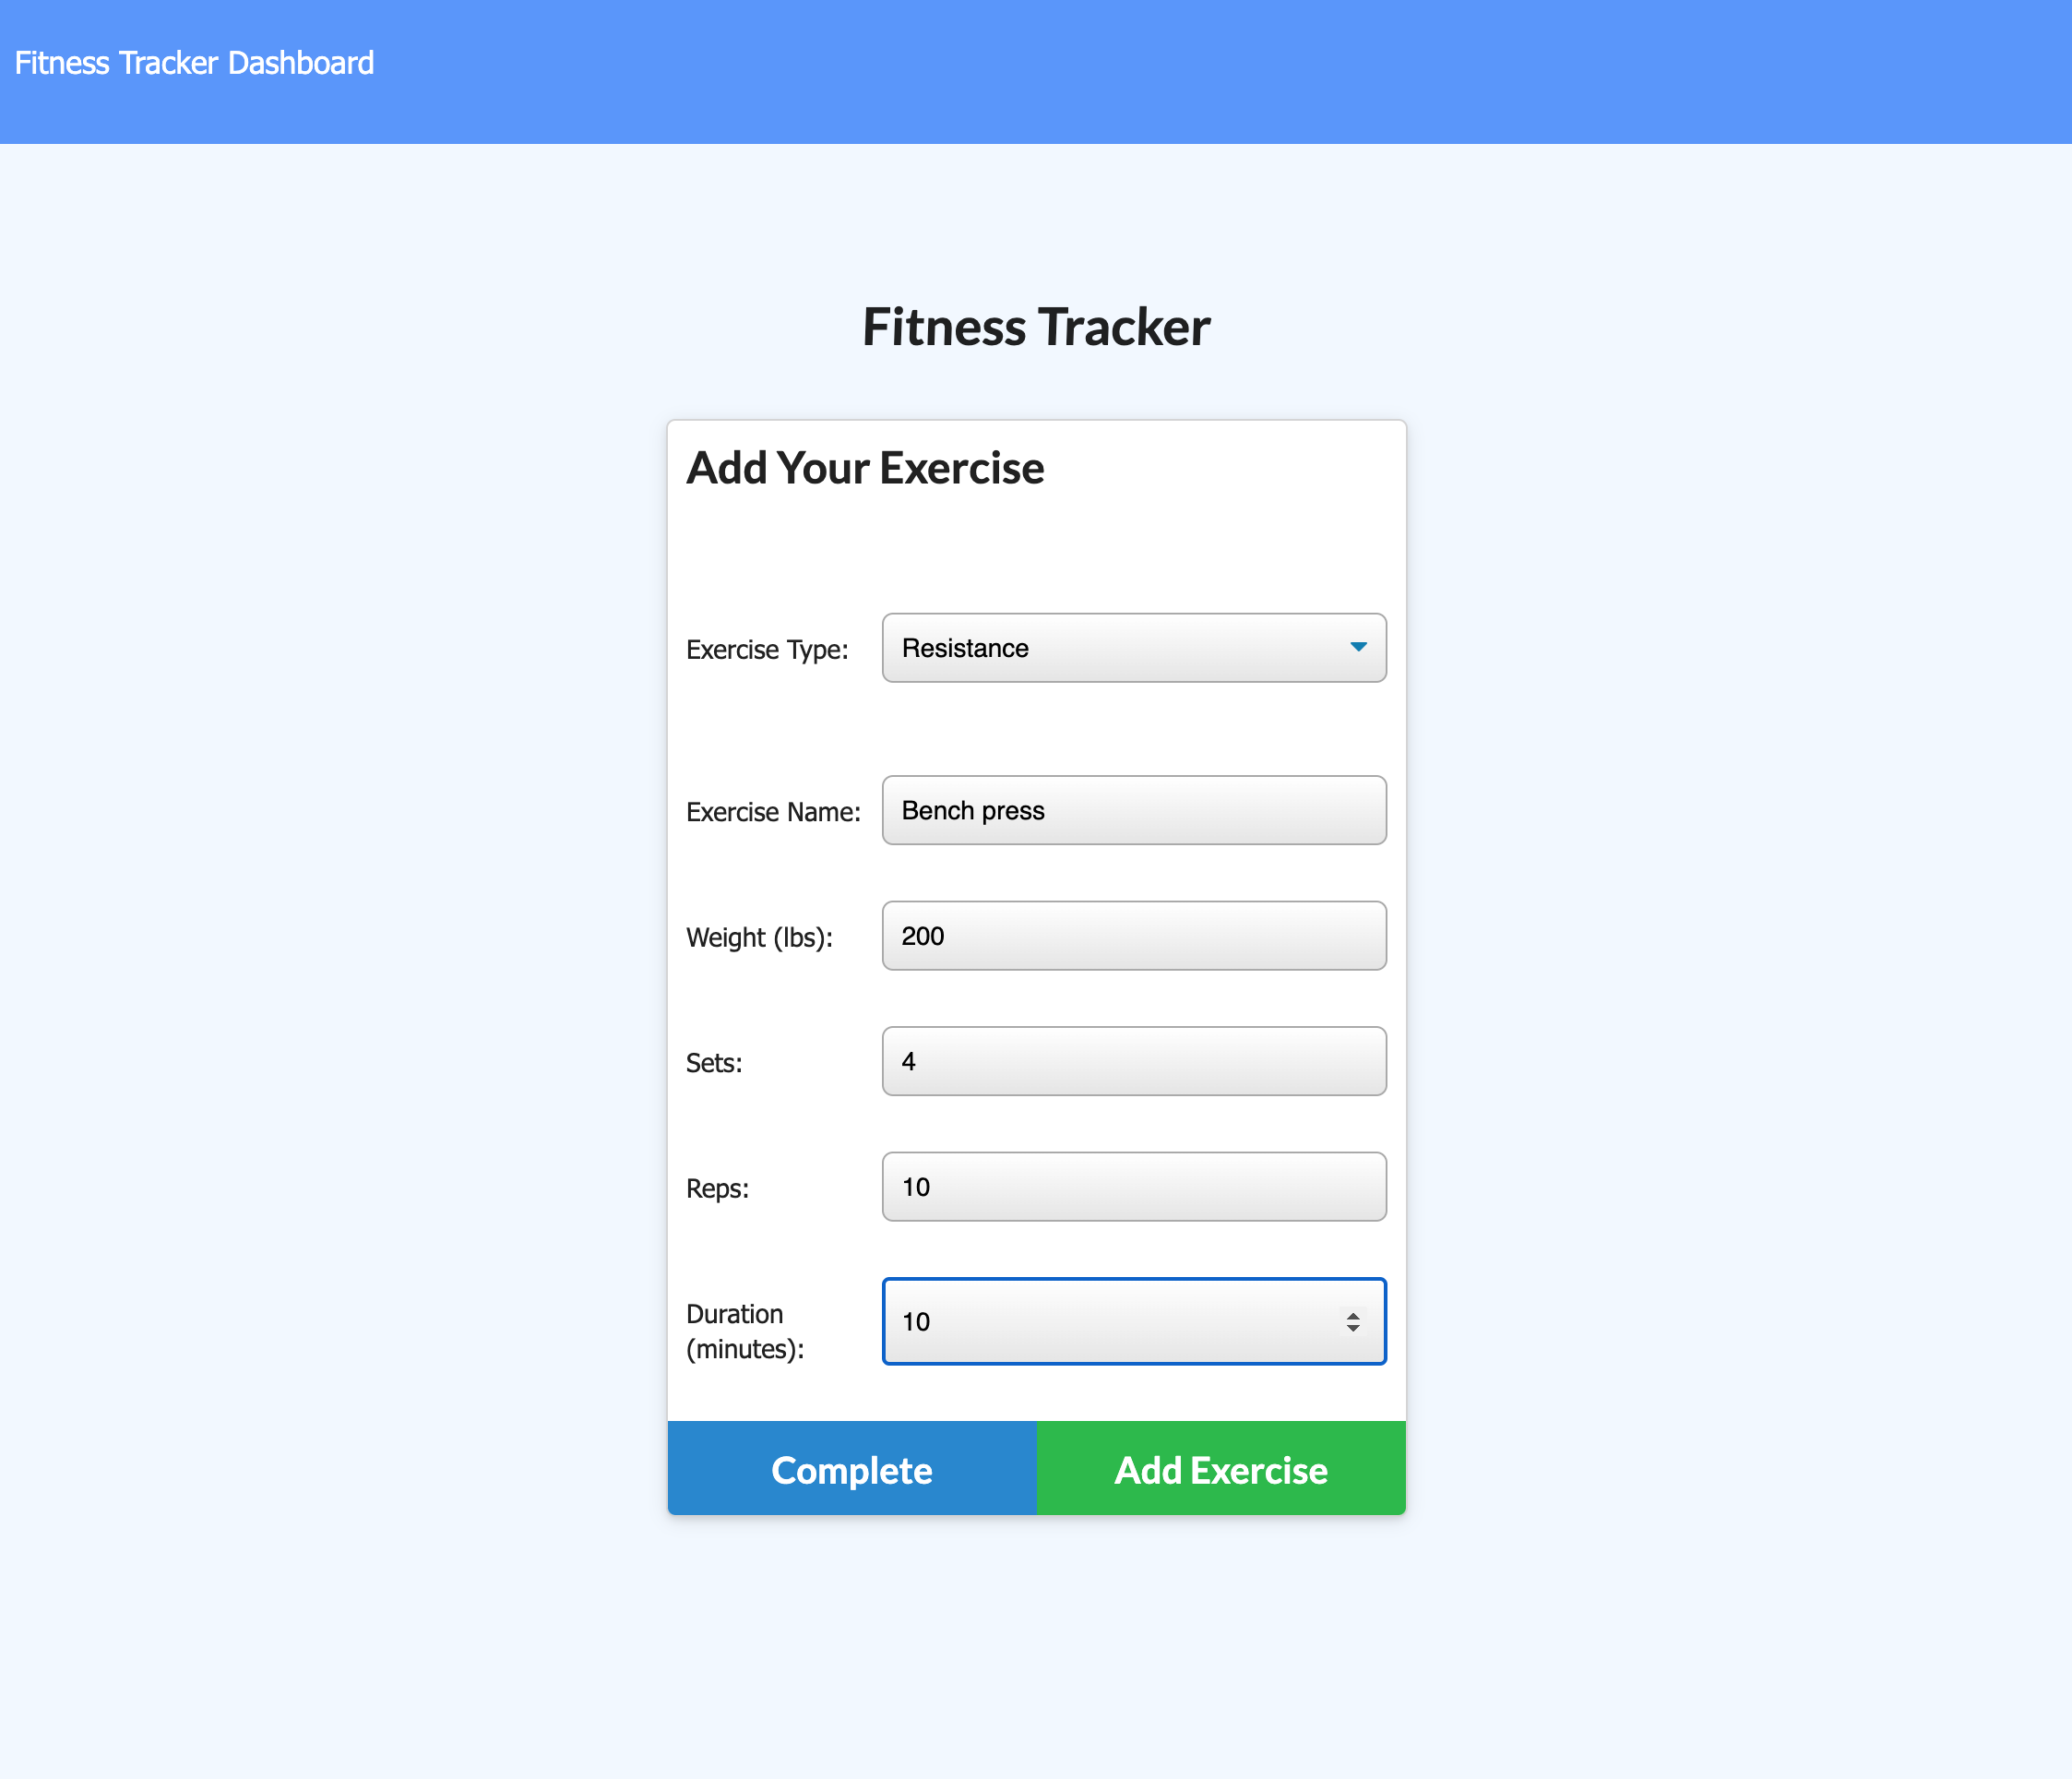 Fitness Tracker Dashboard
Fitness Tracker
Add Your Exercise
Exercise Type: Resistance
Exercise Name: Bench press
Weight (lbs): 200
Sets: 4
Reps: 10
Duration
(minutes): 10
Complete Add Exercise